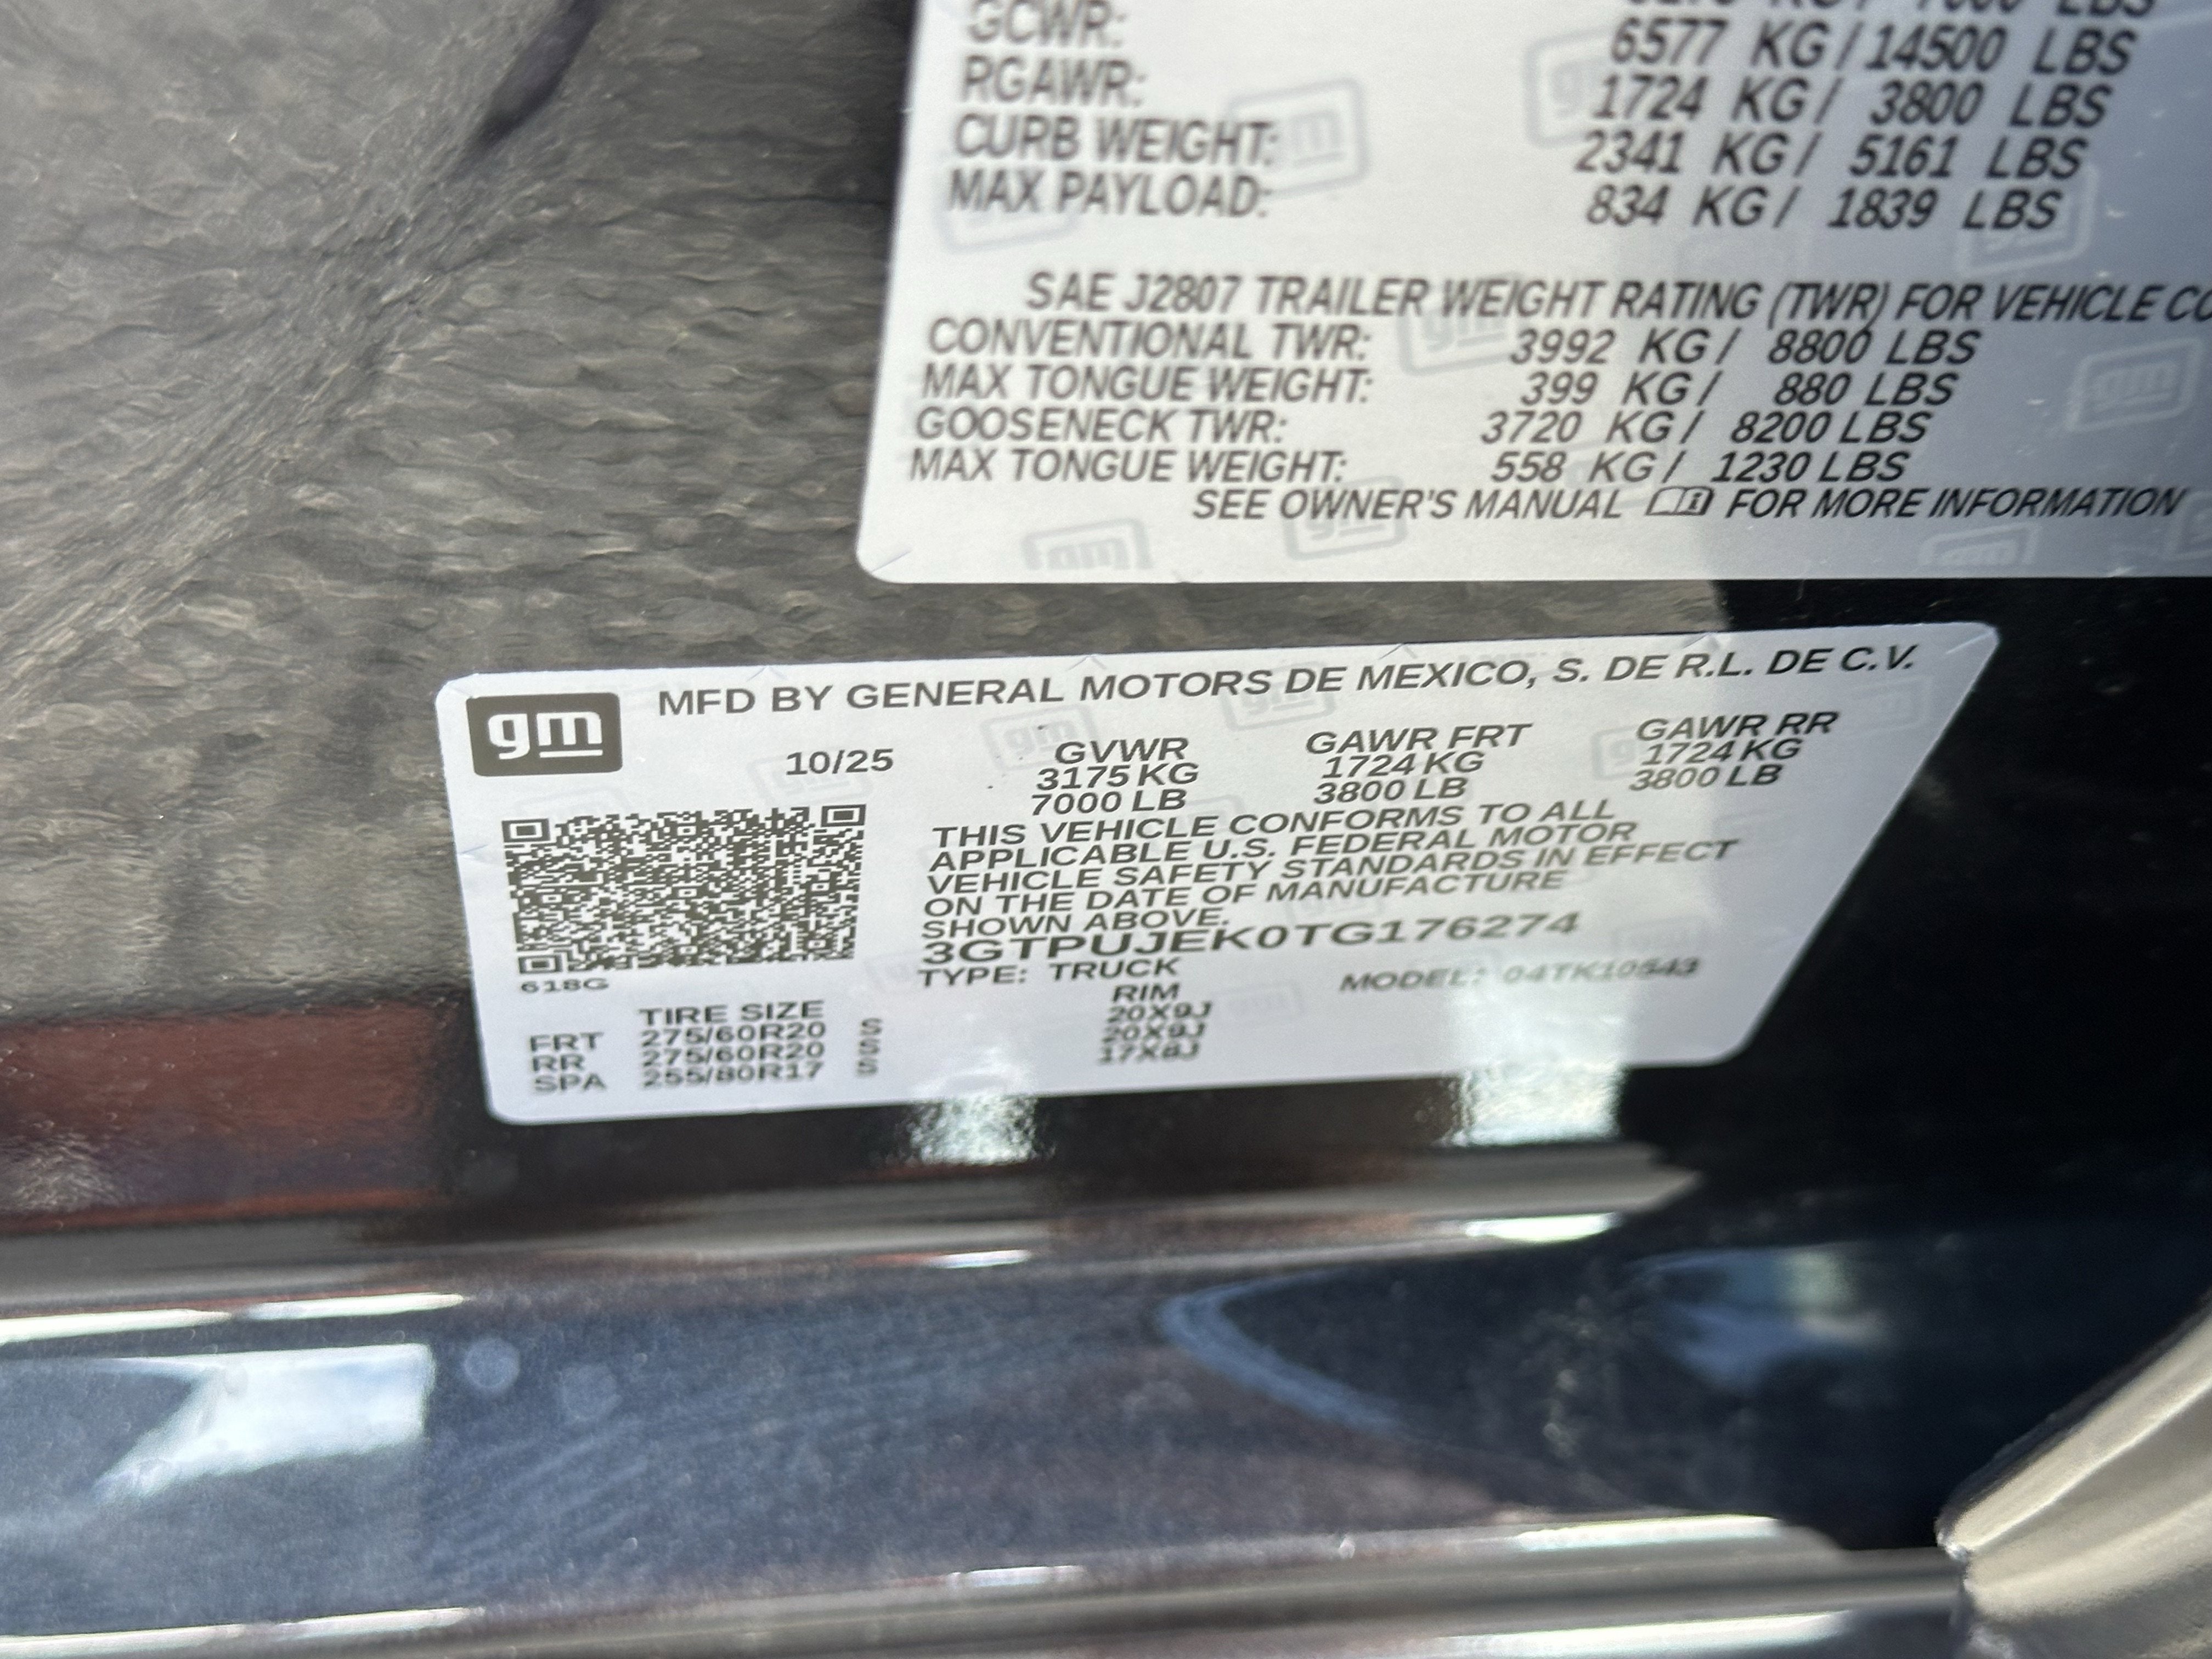 GCWR: 6577 KG / 14500 LBS
RGAWR: 1724 KG / 3800 LBS
CURB WEIGHT: 2341 KG / 5161 LBS
MAX PAYLOAD: 834 KG / 1839 LBS
SAE J2807 TRAILER WEIGHT RATING (TWR) FOR VEHICLE CO
CONVENTIONAL TWR: 3992 KG / 8800 LBS
MAX TONGUE WEIGHT: 399 KG / 880 LBS
GOOSENECK TWR: 3720 KG / 8200 LBS
MAX TONGUE WEIGHT: 558 KG / 1230 LBS
SEE OWNER'S MANUAL FOR MORE INFORMATION
gm MFD BY GENERAL MOTORS DE MEXICO, S. DE R.L. DE C.V.
10/25 GVWR GAWR FRT GAWR RR
3175 KG 1724 KG 1724 KG
7000 LB 3800 LB 3800 LB
THIS VEHICLE CONFORMS TO ALL
APPLICABLE U.S. FEDERAL MOTOR
VEHICLE SAFETY STANDARDS IN EFFECT
ON THE DATE OF MANUFACTURE
SHOWN ABOVE.
3GTPUJEK0TG176274
TYPE: TRUCK MODEL: 04TK10543
618G
TIRE SIZE RIM
FRT 275/60R20 S 20X9J
RR 275/60R20 S 20X9J
SPA 255/80R17 S 17X8J